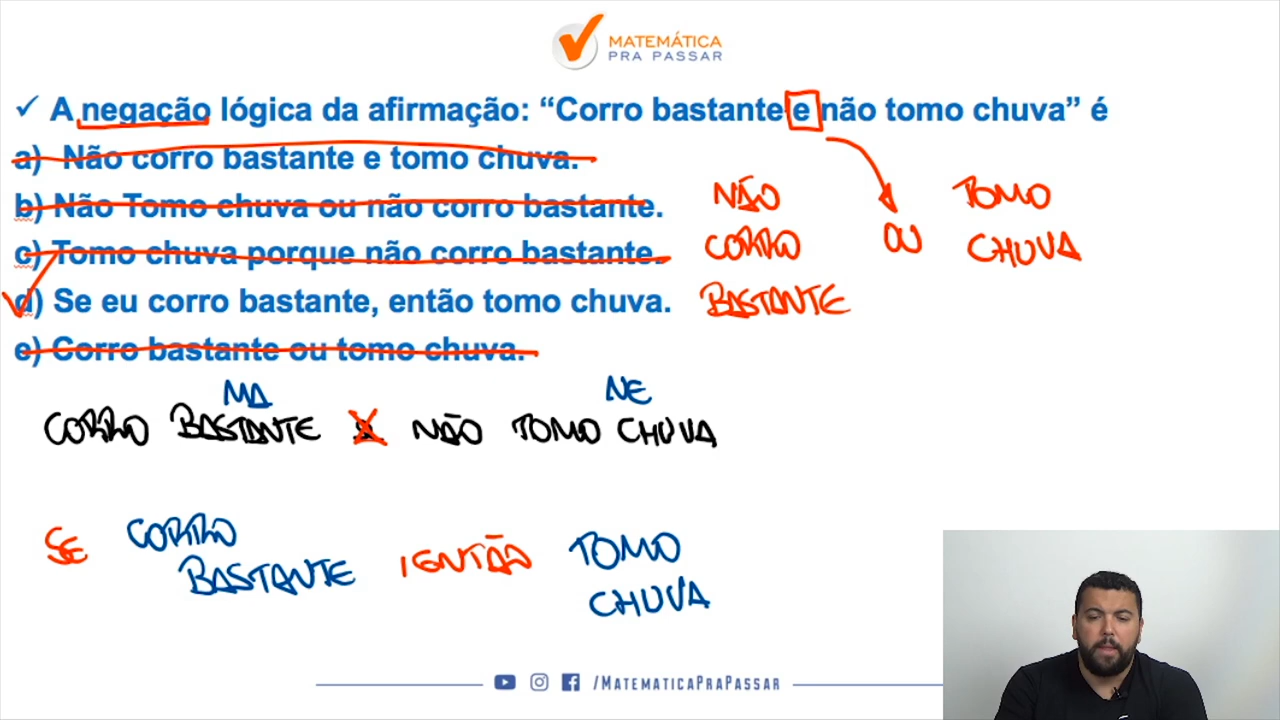 MATEMÁTICA
PRA PASSAR
✓ A negação lógica da afirmação: “Corro bastante e não tomo chuva” é
a) Não corro bastante e tomo chuva.
b) Não Tomo chuva ou não corro bastante.
c) Tomo chuva porque não corro bastante.
d) Se eu corro bastante, então tomo chuva.
e) Corro bastante ou tomo chuva.
NÃO
CORRO
BASTANTE
OU
TOMO
CHUVA
MA
NE
CORRO BASTANTE E NÃO TOMO CHUVA
SE CORRO BASTANTE , ENTÃO TOMO CHUVA
/MATEMATICAPRAPASSAR